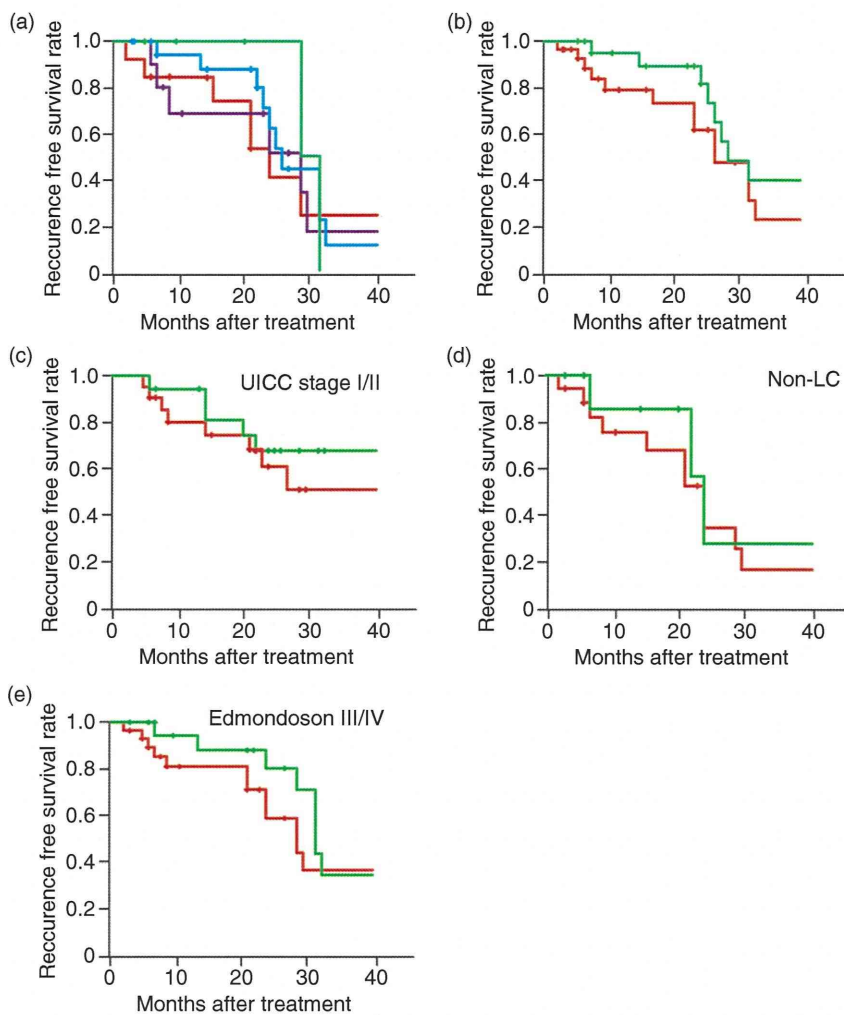 (a)
Reccurence free survival rate
1.0
0.8
0.6
0.4
0.2
0
0 10 20 30 40
Months after treatment
(b)
Reccurence free survival rate
1.0
0.8
0.6
0.4
0.2
0
0 10 20 30 40
Months after treatment
(c)
UICC stage I/II
Reccurence free survival rate
1.0
0.8
0.6
0.4
0.2
0
0 10 20 30 40
Months after treatment
(d)
Non-LC
Reccurence free survival rate
1.0
0.8
0.6
0.4
0.2
0
0 10 20 30 40
Months after treatment
(e)
Edmondoson III/IV
Reccurence free survival rate
1.0
0.8
0.6
0.4
0.2
0
0 10 20 30 40
Months after treatment